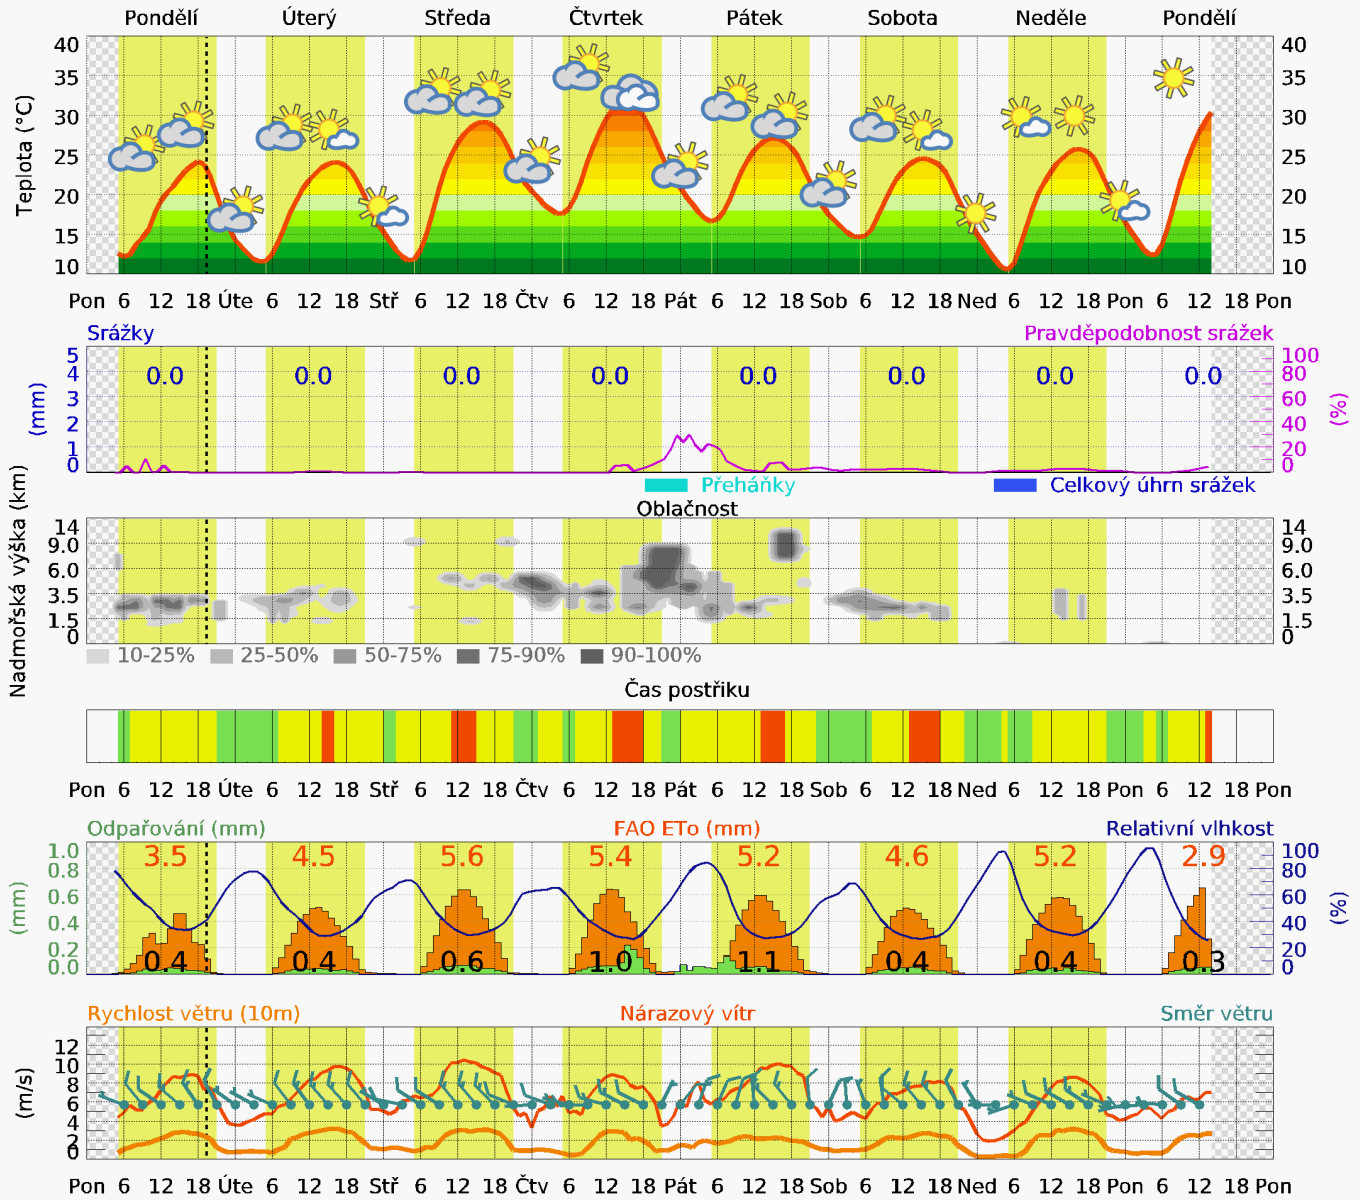 Pondělí Úterý Středa Čtvrtek Pátek Sobota Neděle Pondělí
Teplota (°C)
40 40
35 35
30 30
25 25
20 20
15 15
10 10
Pon 6 12 18 Úte 6 12 18 Stř 6 12 18 Čtv 6 12 18 Pát 6 12 18 Sob 6 12 18 Ned 6 12 18 Pon 6 12 18 Pon
Srážky Pravděpodobnost srážek
(mm)
5 100
4 0.0 0.0 0.0 0.0 0.0 0.0 0.0 0.0 80
3 60
2 40
1 20
0 0
(%)
Přeháňky Celkový úhrn srážek
Oblačnost
Nadmořská výška (km)
14 14
9.0 9.0
6.0 6.0
3.5 3.5
1.5 1.5
0 0
10-25% 25-50% 50-75% 75-90% 90-100%
Čas postřiku
Pon 6 12 18 Úte 6 12 18 Stř 6 12 18 Čtv 6 12 18 Pát 6 12 18 Sob 6 12 18 Ned 6 12 18 Pon 6 12 18 Pon
Odpařování (mm) FAO ETo (mm) Relativní vlhkost
(mm)
1.0 3.5 4.5 5.6 5.4 5.2 4.6 5.2 2.9 100
0.8 80
0.6 60
0.4 40
0.2 0.4 0.4 0.6 1.0 1.1 0.4 0.4 0.3 20
0.0 0
(%)
Rychlost větru (10m) Nárazový vítr Směr větru
(m/s)
12
10
8
6
4
2
0
Pon 6 12 18 Úte 6 12 18 Stř 6 12 18 Čtv 6 12 18 Pát 6 12 18 Sob 6 12 18 Ned 6 12 18 Pon 6 12 18 Pon